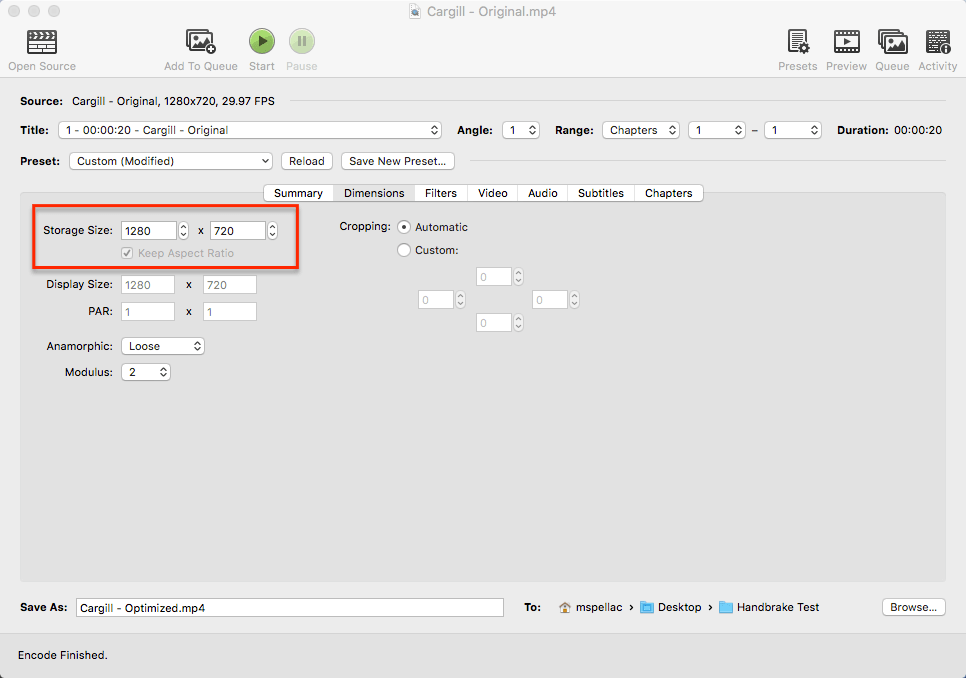 Cargill - Original.mp4
Open Source Add To Queue Start Pause Presets Preview Queue Activity
Source: Cargill - Original, 1280x720, 29.97 FPS
Title: 1 - 00:00:20 - Cargill - Original Angle: 1 Range: Chapters 1 – 1 Duration: 00:00:20
Preset: Custom (Modified) Reload Save New Preset...
Summary Dimensions Filters Video Audio Subtitles Chapters
Storage Size: 1280 x 720 Cropping: Automatic
Keep Aspect Ratio Custom:
0
Display Size: 1280 x 720
0 0
PAR: 1 x 1
0
Anamorphic: Loose
Modulus: 2
Save As: Cargill - Optimized.mp4 To: mspellac › Desktop › Handbrake Test Browse...
Encode Finished.